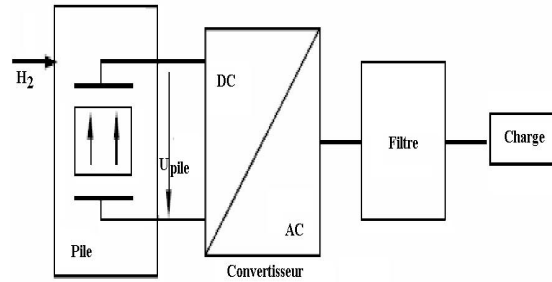 H2
Pile
Upile
DC
AC
Convertisseur
Filtre
Charge